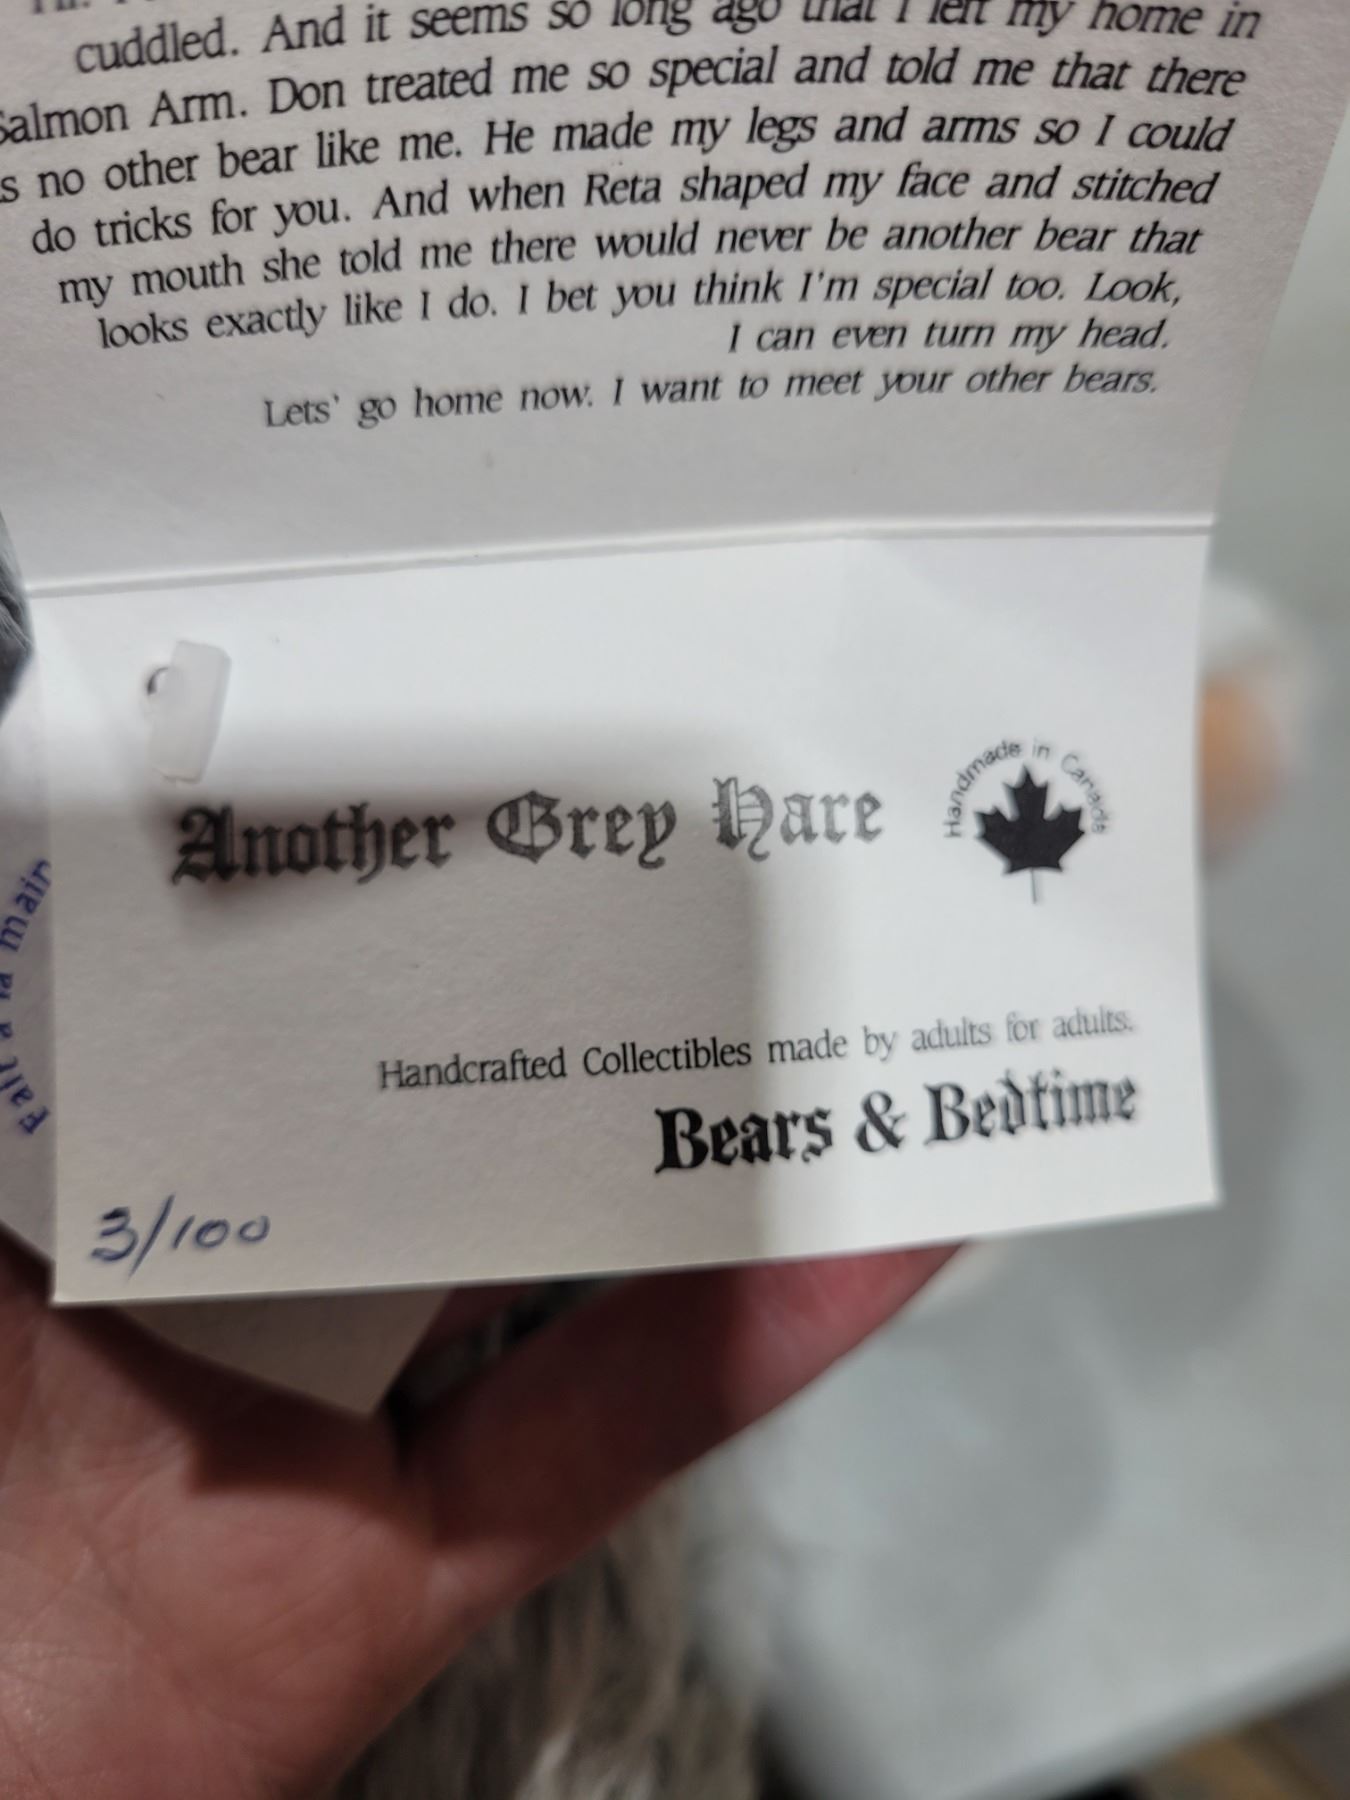 cuddled. And it seems so long ago that I left my home in
Salmon Arm. Don treated me so special and told me that there
s no other bear like me. He made my legs and arms so I could
do tricks for you. And when Reta shaped my face and stitched
my mouth she told me there would never be another bear that
looks exactly like I do. I bet you think I'm special too. Look,
I can even turn my head.
Lets' go home now. I want to meet your other bears.
Another Grey Hare
Handmade in Canada
Fait à la main
Handcrafted Collectibles made by adults for adults.
Bears & Bedtime
3/100